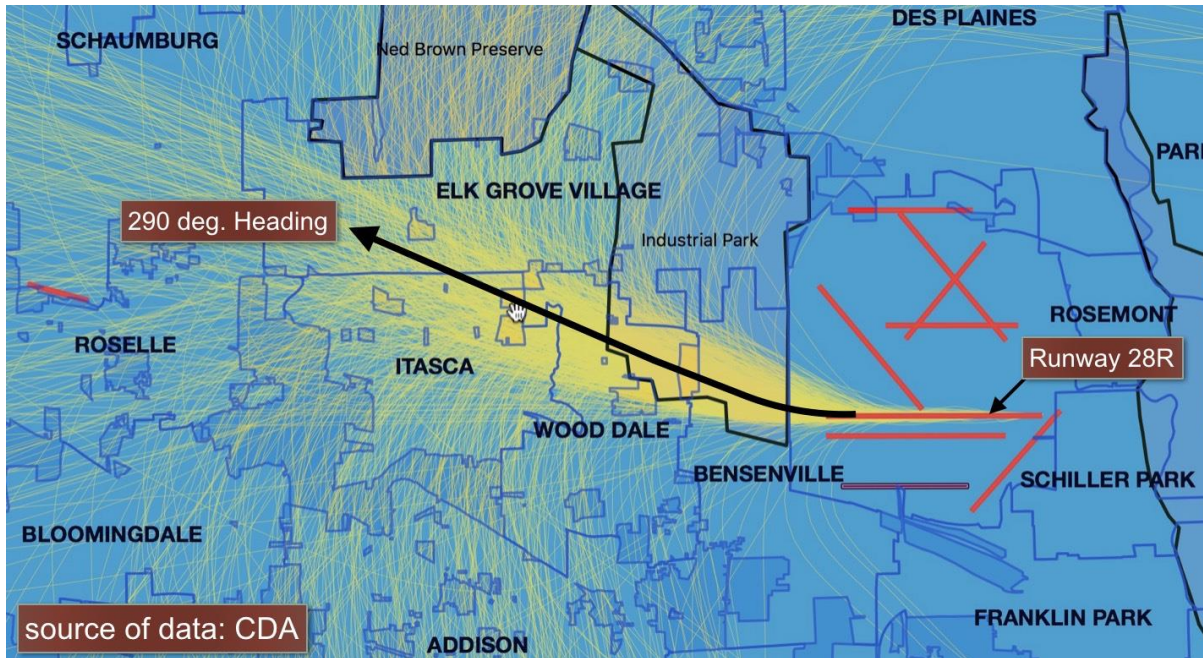 DES PLAINES
SCHAUMBURG
Ned Brown Preserve
ELK GROVE VILLAGE
290 deg. Heading
Industrial Park
ROSEMONT
ROSELLE
ITASCA
Runway 28R
WOOD DALE
BENSENVILLE
SCHILLER PARK
BLOOMINGDALE
source of data: CDA
ADDISON
FRANKLIN PARK